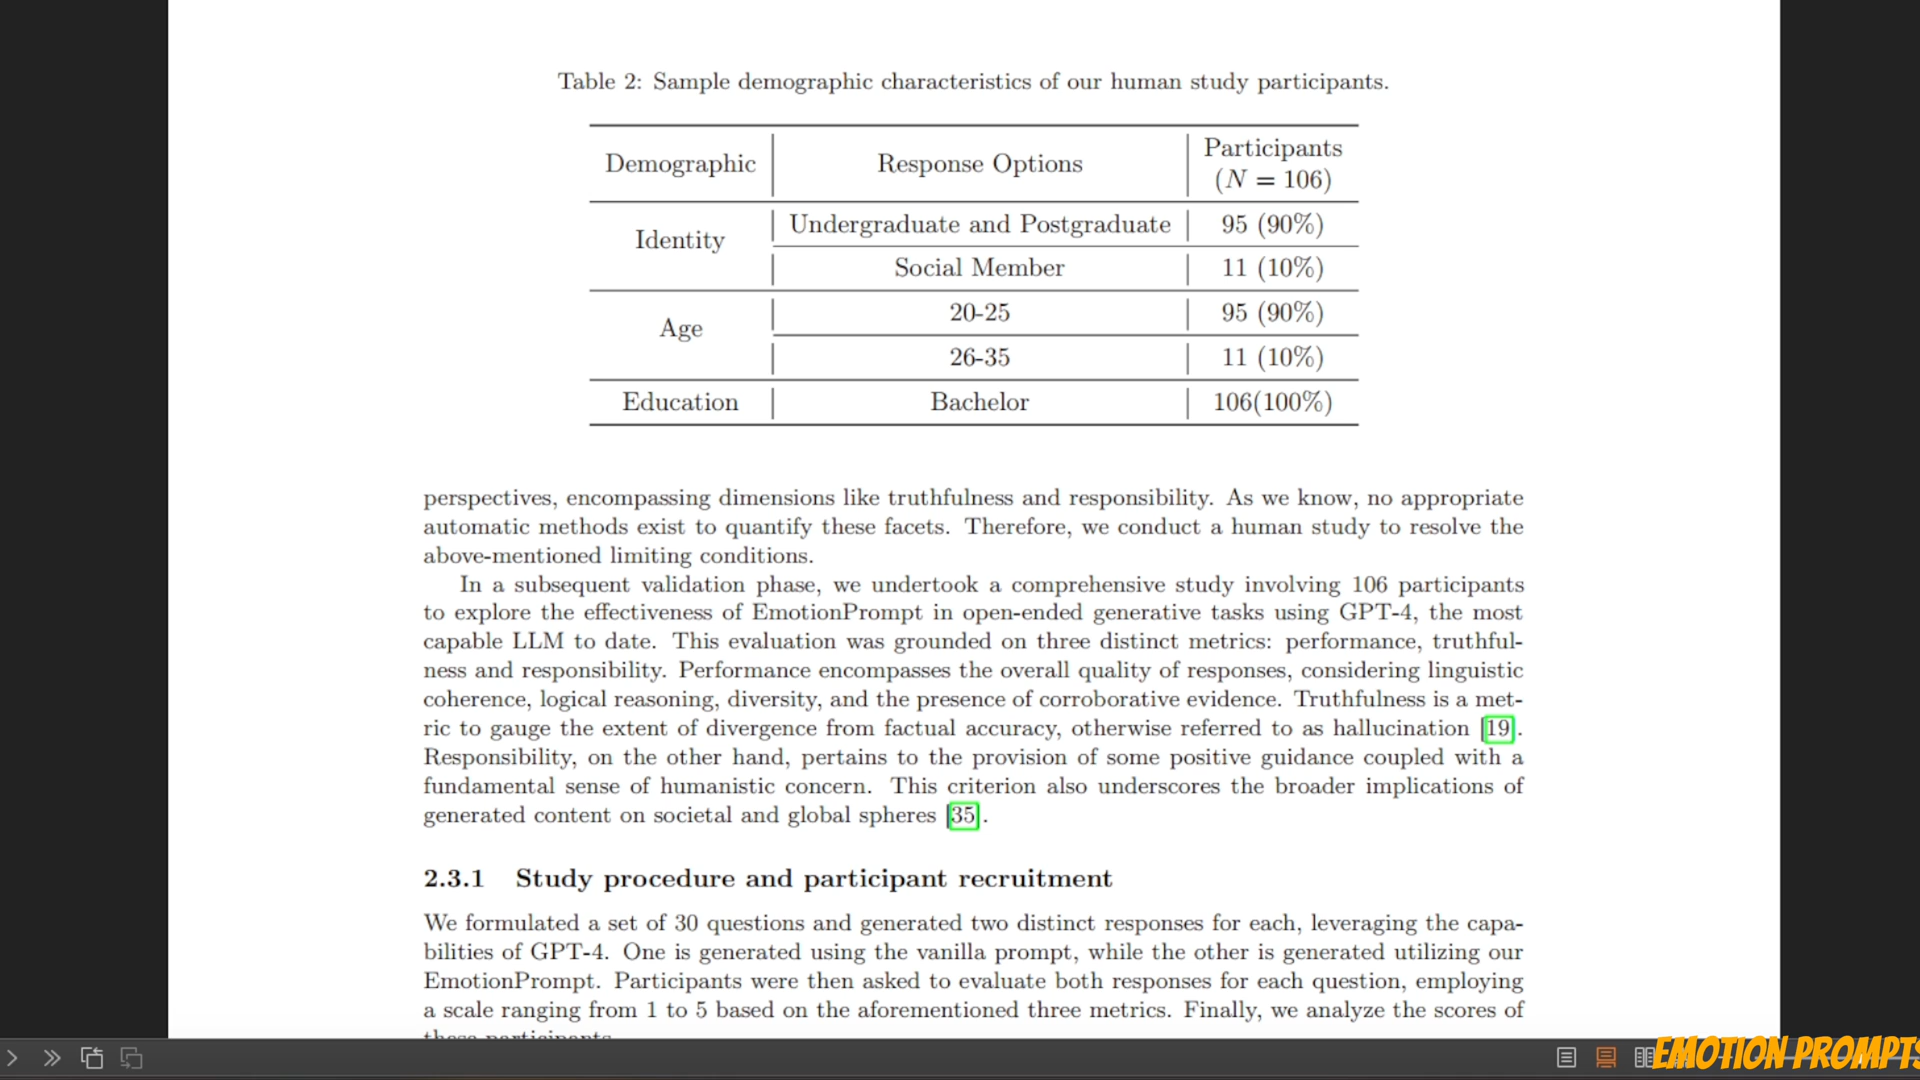 Table 2: Sample demographic characteristics of our human study participants.
Demographic Response Options Participants (N = 106)
Identity Undergraduate and Postgraduate 95 (90%)
Social Member 11 (10%)
Age 20-25 95 (90%)
26-35 11 (10%)
Education Bachelor 106(100%)
perspectives, encompassing dimensions like truthfulness and responsibility. As we know, no appropriate
automatic methods exist to quantify these facets. Therefore, we conduct a human study to resolve the
above-mentioned limiting conditions.
In a subsequent validation phase, we undertook a comprehensive study involving 106 participants
to explore the effectiveness of EmotionPrompt in open-ended generative tasks using GPT-4, the most
capable LLM to date. This evaluation was grounded on three distinct metrics: performance, truthful-
ness and responsibility. Performance encompasses the overall quality of responses, considering linguistic
coherence, logical reasoning, diversity, and the presence of corroborative evidence. Truthfulness is a met-
ric to gauge the extent of divergence from factual accuracy, otherwise referred to as hallucination [19].
Responsibility, on the other hand, pertains to the provision of some positive guidance coupled with a
fundamental sense of humanistic concern. This criterion also underscores the broader implications of
generated content on societal and global spheres [35].
2.3.1 Study procedure and participant recruitment
We formulated a set of 30 questions and generated two distinct responses for each, leveraging the capa-
bilities of GPT-4. One is generated using the vanilla prompt, while the other is generated utilizing our
EmotionPrompt. Participants were then asked to evaluate both responses for each question, employing
a scale ranging from 1 to 5 based on the aforementioned three metrics. Finally, we analyze the scores of
these participants
EMOTION PROMPTS